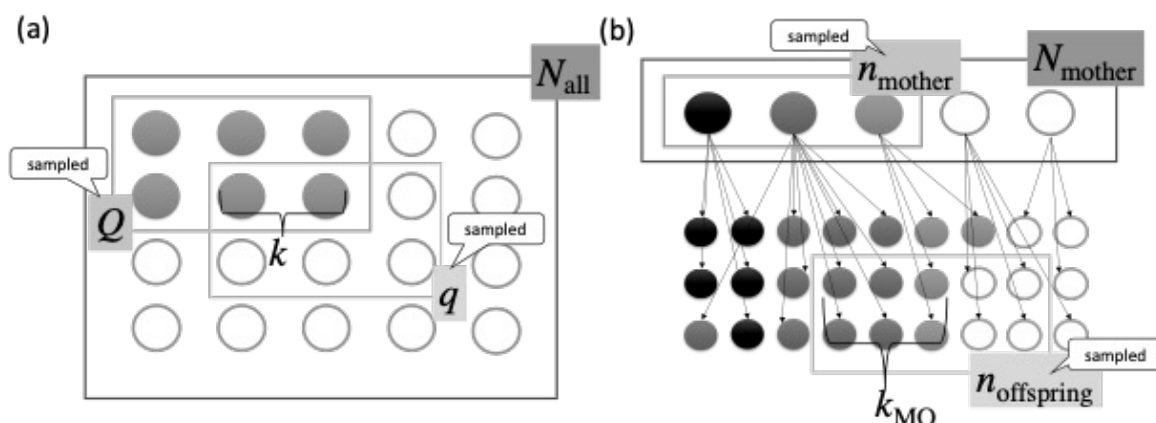 (a)
N_all
sampled
Q
k
sampled
q
(b)
sampled
n_mother
N_mother
k_MO
sampled
n_offspring